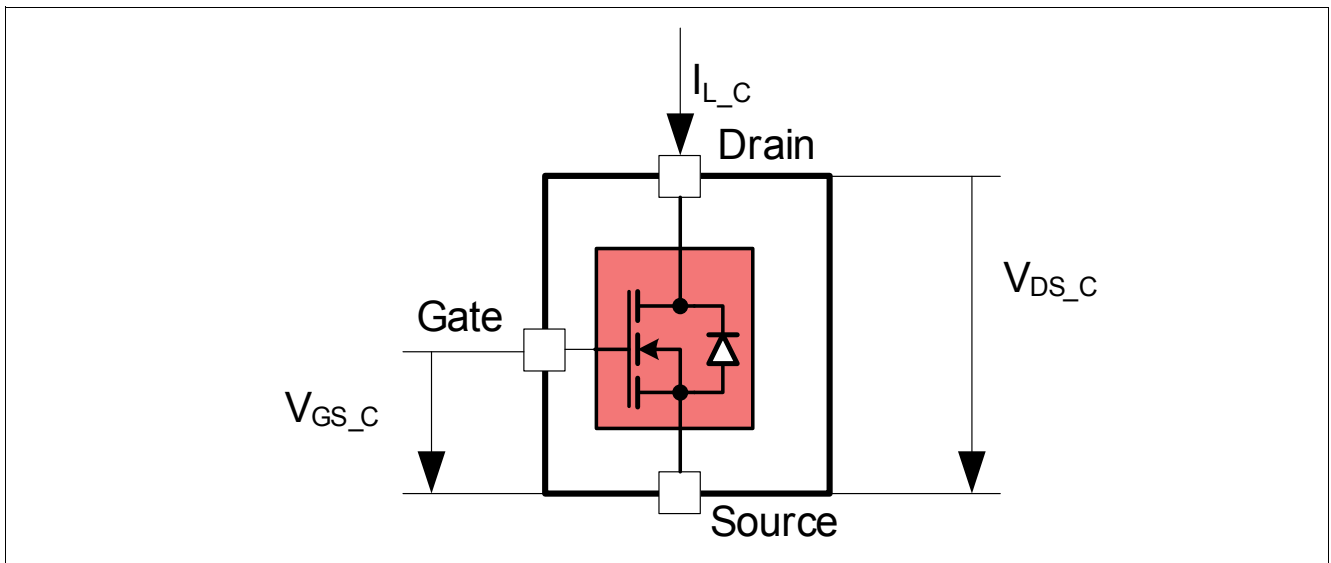 I_L_C
Drain
V_DS_C
Gate
V_GS_C
Source